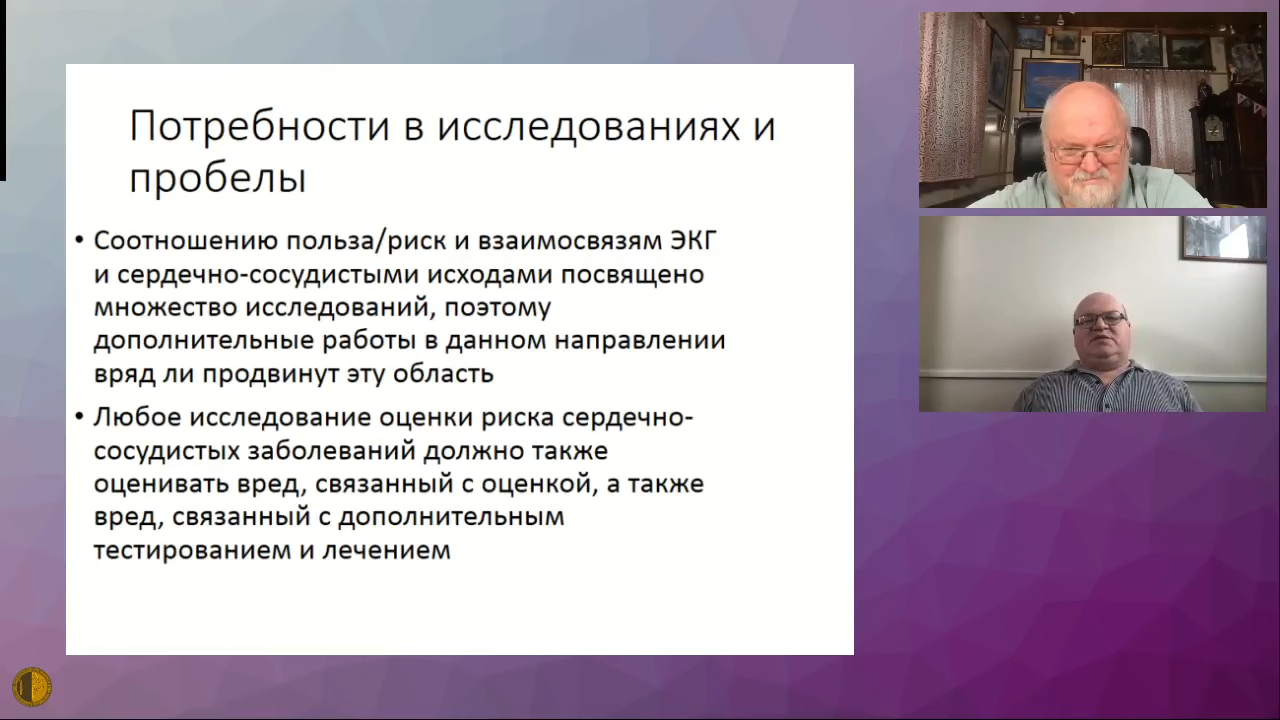 Потребности в исследованиях и
пробелы
• Соотношению польза/риск и взаимосвязям ЭКГ
и сердечно-сосудистыми исходами посвящено
множество исследований, поэтому
дополнительные работы в данном направлении
вряд ли продвинут эту область
• Любое исследование оценки риска сердечно-
сосудистых заболеваний должно также
оценивать вред, связанный с оценкой, а также
вред, связанный с дополнительным
тестированием и лечением